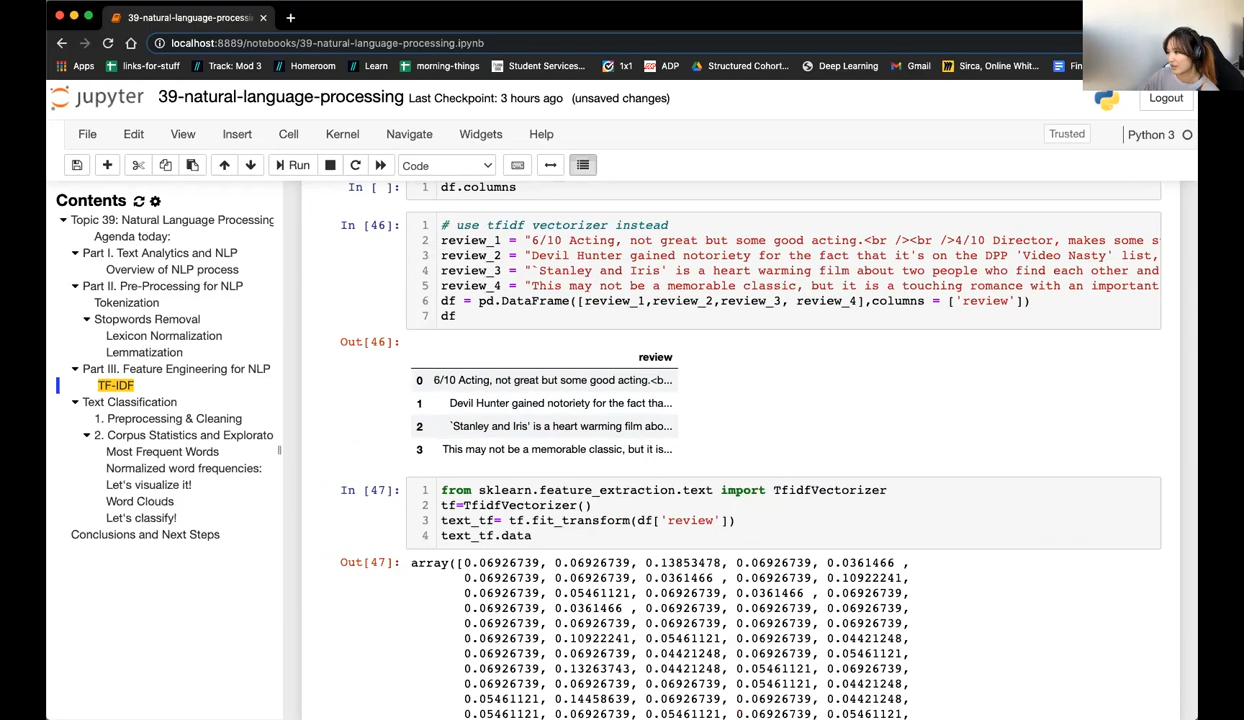 39-natural-language-processi
localhost:8889/notebooks/39-natural-language-processing.ipynb
Apps links-for-stuff Track: Mod 3 Homeroom Learn morning-things Student Services... 1x1 ADP Structured Cohort... Deep Learning Gmail Sirca, Online Whit... Fin
jupyter 39-natural-language-processing Last Checkpoint: 3 hours ago (unsaved changes) Logout
File Edit View Insert Cell Kernel Navigate Widgets Help Trusted Python 3
Run Code
Contents
Topic 39: Natural Language Processing
Agenda today:
Part I. Text Analytics and NLP
Overview of NLP process
Part II. Pre-Processing for NLP
Tokenization
Stopwords Removal
Lexicon Normalization
Lemmatization
Part III. Feature Engineering for NLP
TF-IDF
Text Classification
1. Preprocessing & Cleaning
2. Corpus Statistics and Explorato
Most Frequent Words
Normalized word frequencies:
Let's visualize it!
Word Clouds
Let's classify!
Conclusions and Next Steps
In [ ]: 1 df.columns
In [46]: 1 # use tfidf vectorizer instead
2 review_1 = "6/10 Acting, not great but some good acting.<br /><br />4/10 Director, makes some s
3 review_2 = "Devil Hunter gained notoriety for the fact that it's on the DPP 'Video Nasty' list,
4 review_3 = "`Stanley and Iris' is a heart warming film about two people who find each other and
5 review_4 = "This may not be a memorable classic, but it is a touching romance with an important
6 df = pd.DataFrame([review_1,review_2,review_3, review_4],columns = ['review'])
7 df
Out[46]:
review
0 6/10 Acting, not great but some good acting.<b...
1 Devil Hunter gained notoriety for the fact tha...
2 `Stanley and Iris' is a heart warming film abo...
3 This may not be a memorable classic, but it is...
In [47]: 1 from sklearn.feature_extraction.text import TfidfVectorizer
2 tf=TfidfVectorizer()
3 text_tf= tf.fit_transform(df['review'])
4 text_tf.data
Out[47]: array([0.06926739, 0.06926739, 0.13853478, 0.06926739, 0.0361466 ,
0.06926739, 0.06926739, 0.0361466 , 0.06926739, 0.10922241,
0.06926739, 0.05461121, 0.06926739, 0.0361466 , 0.06926739,
0.06926739, 0.0361466 , 0.06926739, 0.06926739, 0.06926739,
0.06926739, 0.06926739, 0.06926739, 0.06926739, 0.06926739,
0.06926739, 0.10922241, 0.05461121, 0.06926739, 0.04421248,
0.06926739, 0.06926739, 0.04421248, 0.06926739, 0.05461121,
0.06926739, 0.13263743, 0.04421248, 0.05461121, 0.06926739,
0.06926739, 0.06926739, 0.06926739, 0.05461121, 0.04421248,
0.05461121, 0.14458639, 0.06926739, 0.06926739, 0.04421248,
0.05461121, 0.06926739, 0.06926739, 0.06926739, 0.05461121,